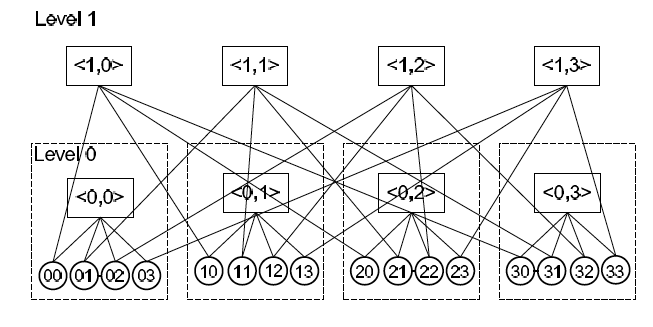 Level 1
<1,0> <1,1> <1,2> <1,3>
Level 0
<0,0> <0,1> <0,2> <0,3>
00 01 02 03 10 11 12 13 20 21 22 23 30 31 32 33